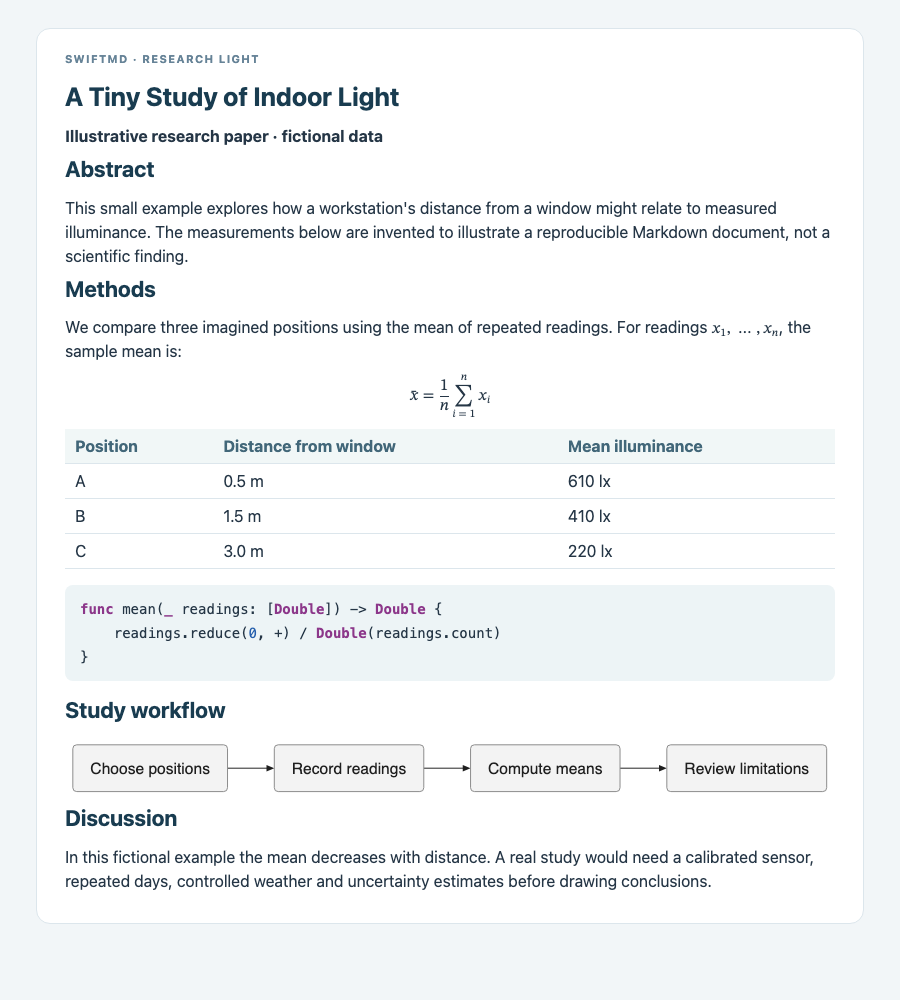 SWIFTMD · RESEARCH LIGHT
A Tiny Study of Indoor Light
Illustrative research paper · fictional data
Abstract
This small example explores how a workstation's distance from a window might relate to measured
illuminance. The measurements below are invented to illustrate a reproducible Markdown document, not a
scientific finding.
Methods
We compare three imagined positions using the mean of repeated readings. For readings x₁, … , xₙ, the
sample mean is:
x̄ = 1/n ∑ᵢ₌₁ⁿ xᵢ
Position Distance from window Mean illuminance
A 0.5 m 610 lx
B 1.5 m 410 lx
C 3.0 m 220 lx
func mean(_ readings: [Double]) -> Double {
    readings.reduce(0, +) / Double(readings.count)
}
Study workflow
Choose positions Record readings Compute means Review limitations
Discussion
In this fictional example the mean decreases with distance. A real study would need a calibrated sensor,
repeated days, controlled weather and uncertainty estimates before drawing conclusions.